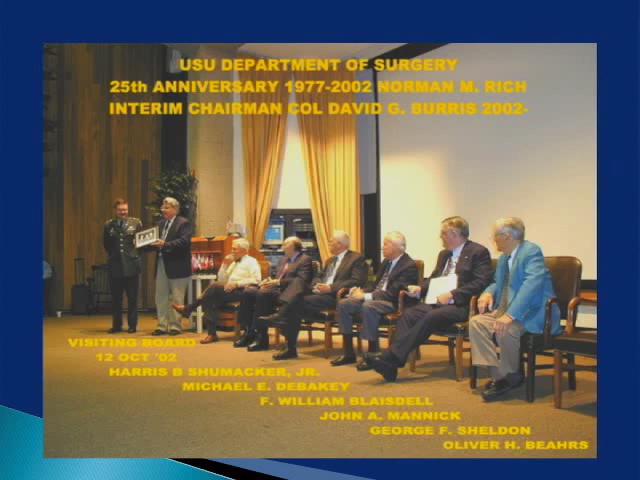 USU DEPARTMENT OF SURGERY
25th ANNIVERSARY 1977-2002 NORMAN M. RICH
INTERIM CHAIRMAN COL DAVID G. BURRIS 2002-
VISITING BOARD
12 OCT '02
HARRIS B SHUMACKER, JR.
MICHAEL E. DEBAKEY
F. WILLIAM BLAISDELL
JOHN A. MANNICK
GEORGE F. SHELDON
OLIVER H. BEAHRS